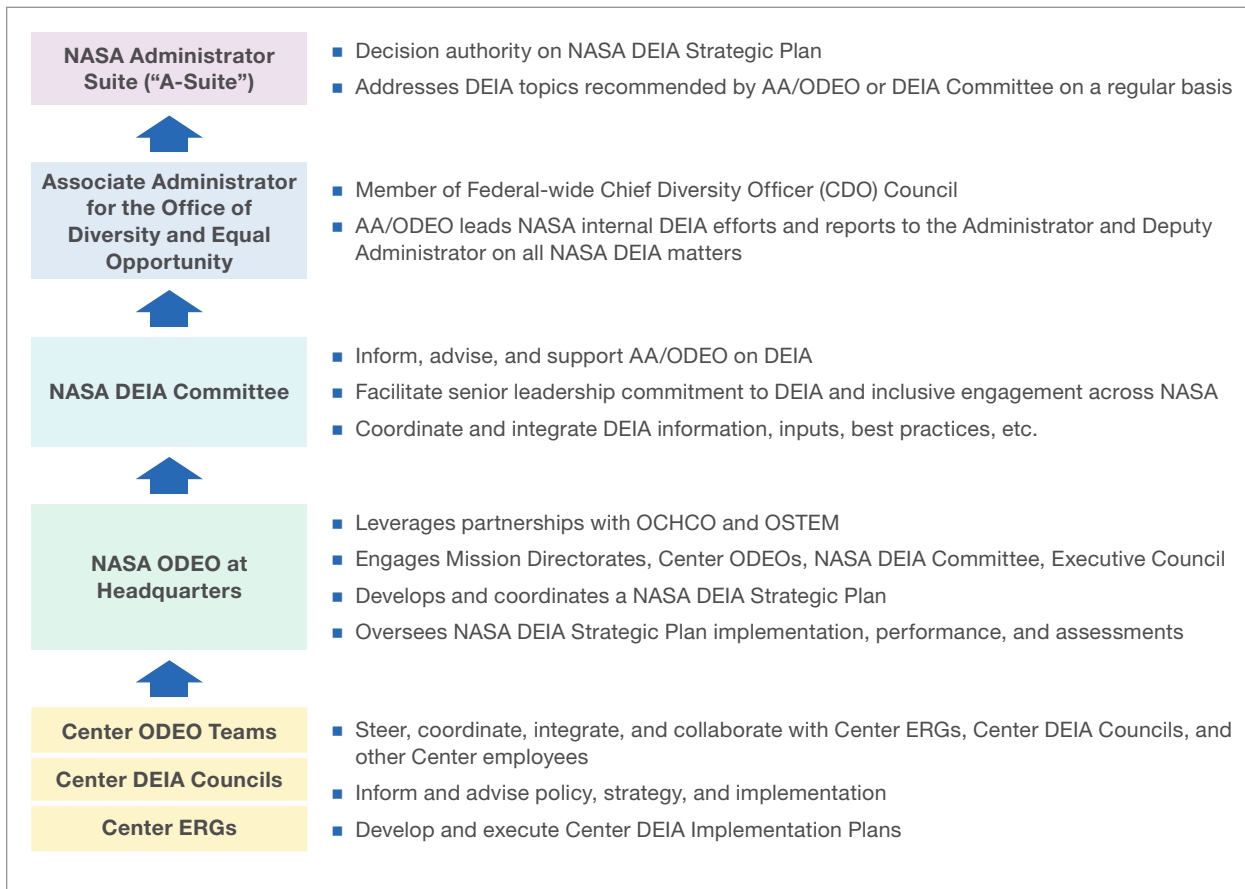 NASA Administrator
Suite (“A-Suite”)
■ Decision authority on NASA DEIA Strategic Plan
■ Addresses DEIA topics recommended by AA/ODEO or DEIA Committee on a regular basis
Associate Administrator
for the Office of
Diversity and Equal
Opportunity
■ Member of Federal-wide Chief Diversity Officer (CDO) Council
■ AA/ODEO leads NASA internal DEIA efforts and reports to the Administrator and Deputy
Administrator on all NASA DEIA matters
NASA DEIA Committee
■ Inform, advise, and support AA/ODEO on DEIA
■ Facilitate senior leadership commitment to DEIA and inclusive engagement across NASA
■ Coordinate and integrate DEIA information, inputs, best practices, etc.
NASA ODEO at
Headquarters
■ Leverages partnerships with OCHCO and OSTEM
■ Engages Mission Directorates, Center ODEOs, NASA DEIA Committee, Executive Council
■ Develops and coordinates a NASA DEIA Strategic Plan
■ Oversees NASA DEIA Strategic Plan implementation, performance, and assessments
Center ODEO Teams
Center DEIA Councils
Center ERGs
■ Steer, coordinate, integrate, and collaborate with Center ERGs, Center DEIA Councils, and
other Center employees
■ Inform and advise policy, strategy, and implementation
■ Develop and execute Center DEIA Implementation Plans